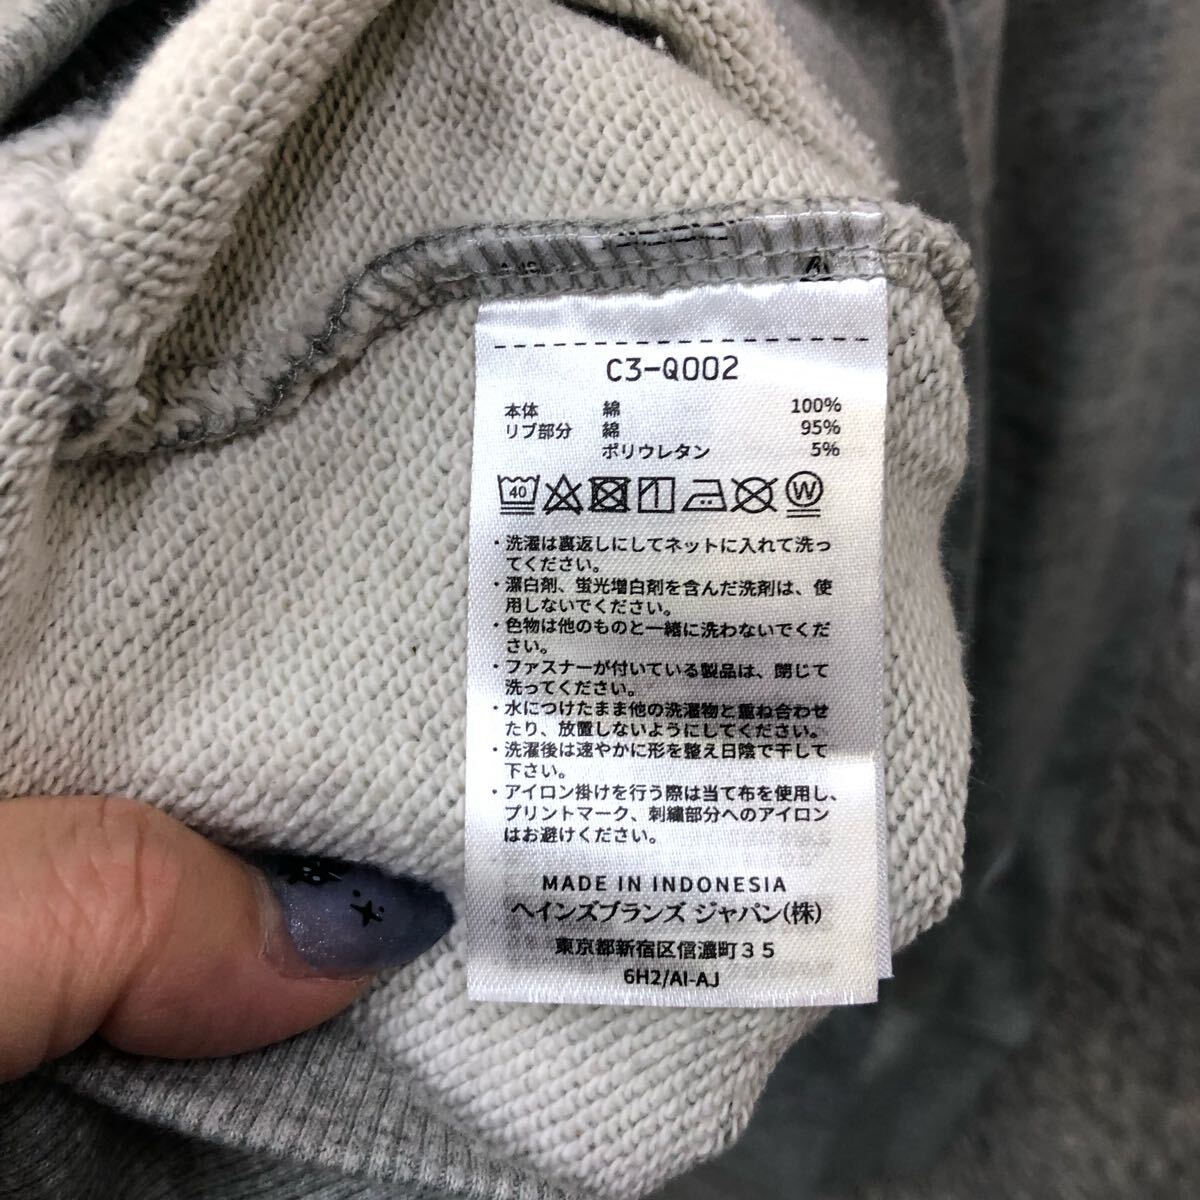 C3-Q002
本体 綿 100%
リブ部分 綿 95%
ポリウレタン 5%
40 W
・洗濯は裏返しにしてネットに入れて洗っ
てください。
・漂白剤、蛍光増白剤を含んだ洗剤は、使
用しないでください。
・色物は他のものと一緒に洗わないでくだ
さい。
・ファスナーが付いている製品は、閉じて
洗ってください。
・水につけたまま他の洗濯物と重ね合わせ
たり、放置しないようにしてください。
・洗濯後は速やかに形を整え日陰で干して
下さい。
・アイロン掛けを行う際は当て布を使用し、
プリントマーク、刺繍部分へのアイロン
はお避けください。
MADE IN INDONESIA
ヘインズブランズ ジャパン(株)
東京都新宿区信濃町35
6H2/AI-AJ